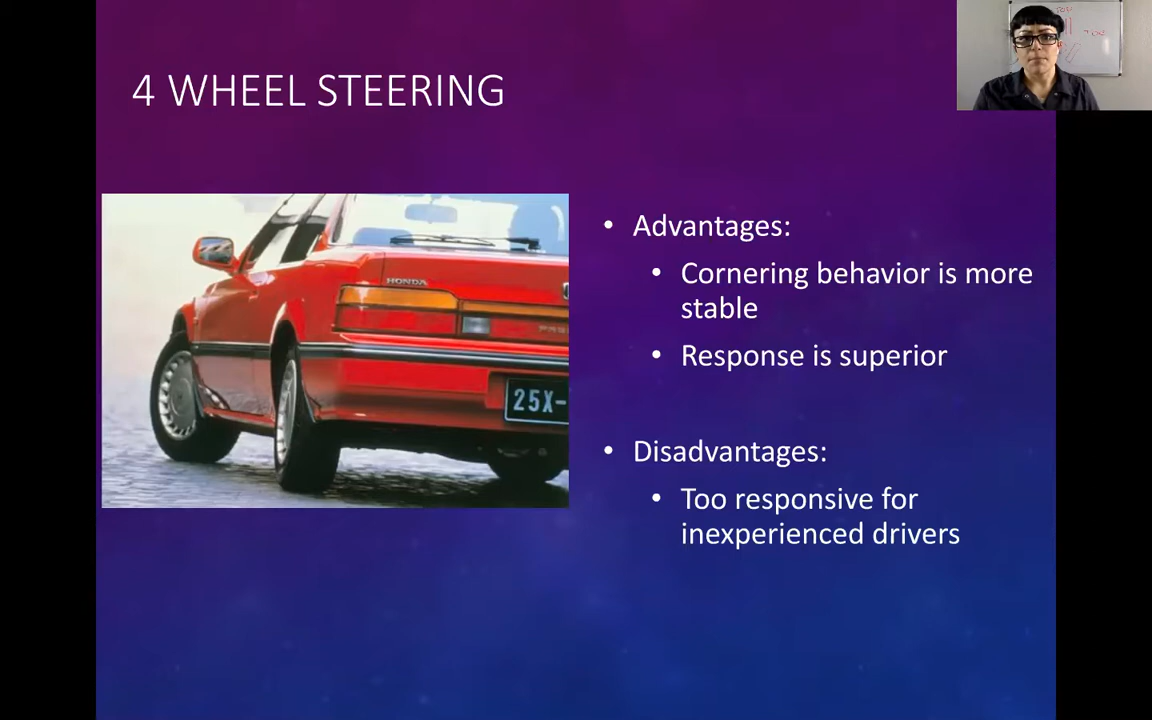 4 WHEEL STEERING
HONDA
25X-
• Advantages:
• Cornering behavior is more
stable
• Response is superior
• Disadvantages:
• Too responsive for
inexperienced drivers